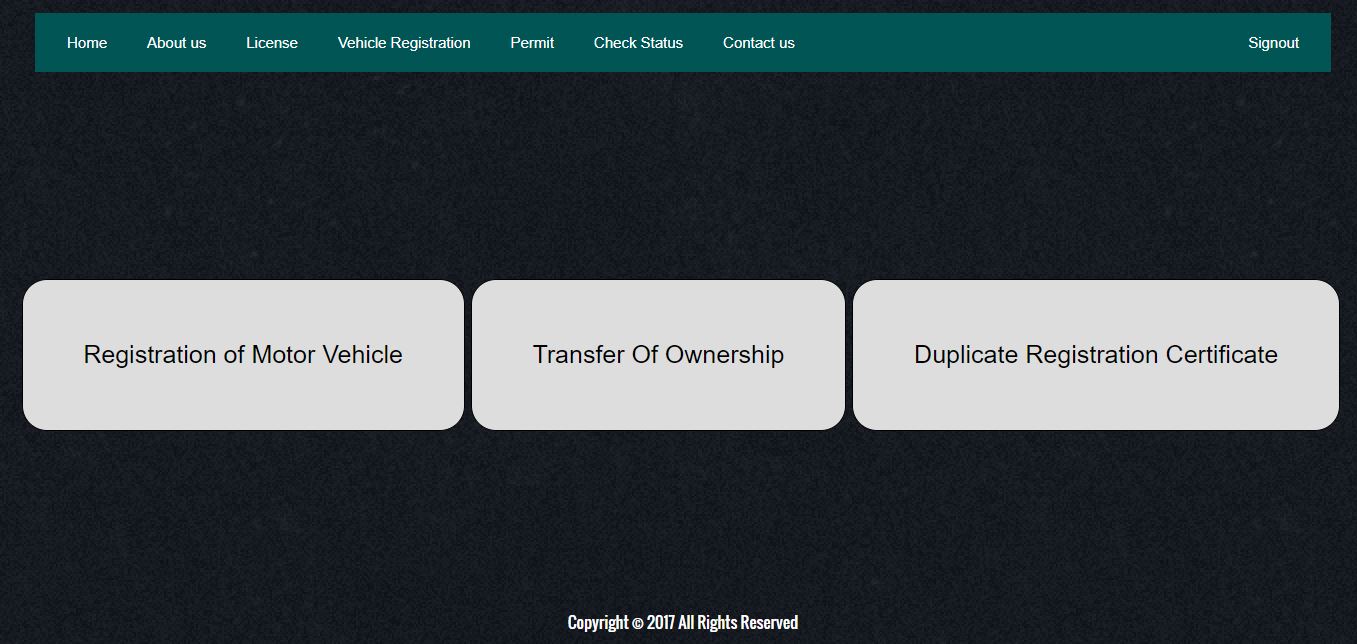 Home About us License Vehicle Registration Permit Check Status Contact us Signout
Registration of Motor Vehicle Transfer Of Ownership Duplicate Registration Certificate
Copyright © 2017 All Rights Reserved